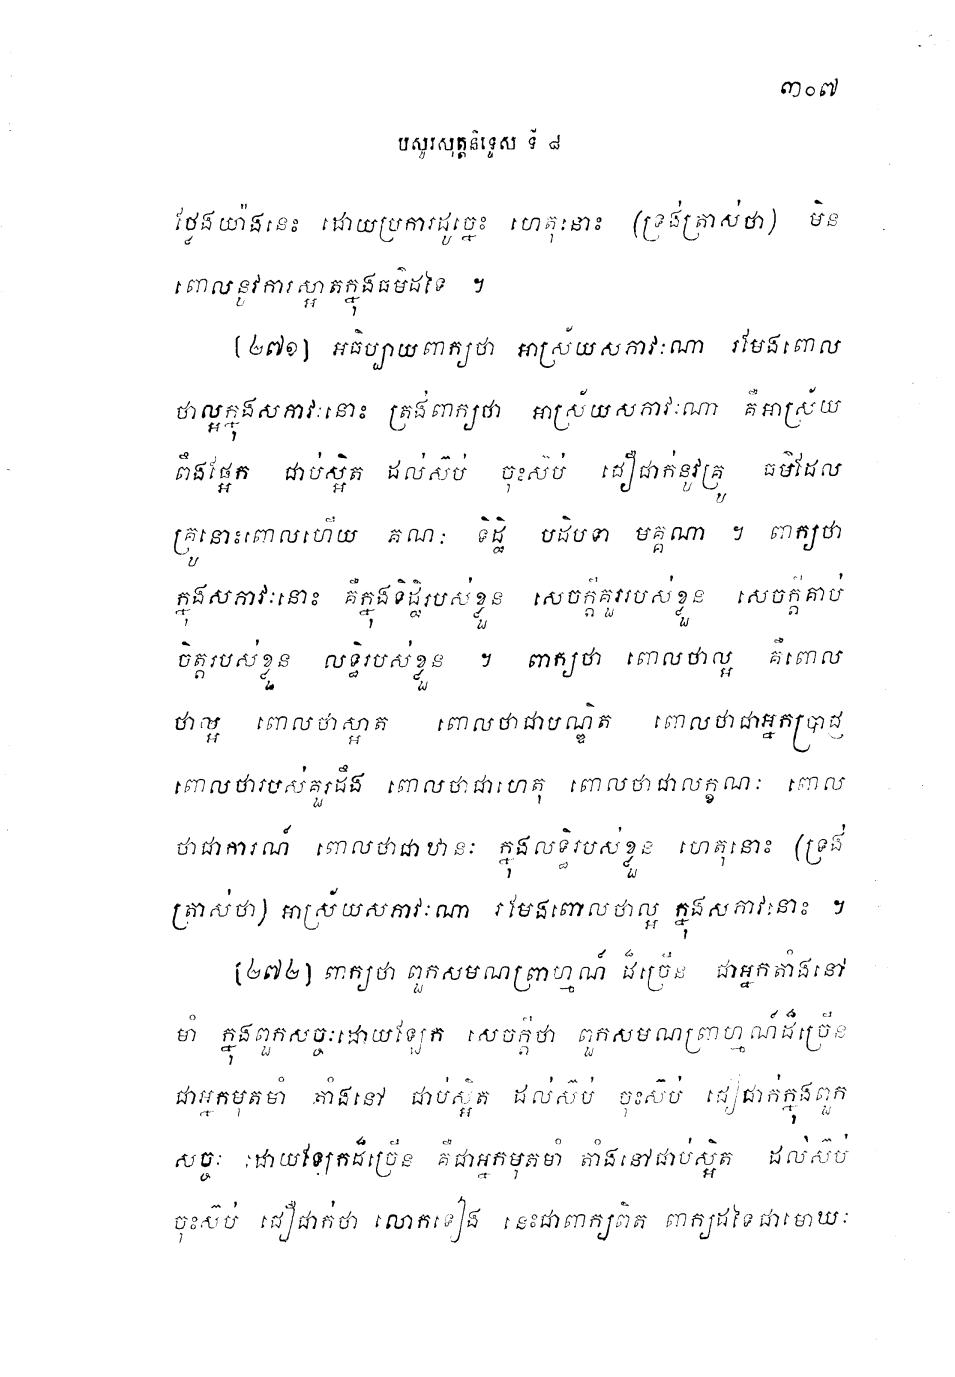 ៣០៧
បសូរសុត្តនិទ្ទេស ទី ៨
ថ្លែងយ៉ាងនេះ ដោយប្រការដូច្នេះ ហេតុនោះ (ទ្រង់ត្រាស់ថា) មិន
ពោលនូវការស្អាតក្នុងធម៌ដទៃ ។
(២៧១) អធិប្បាយពាក្យថា អាស្រ័យសភាវៈណា រមែងពោល
ថាល្អក្នុងសភាវៈនោះ ត្រង់ពាក្យថា អាស្រ័យសភាវៈណា គឺអាស្រ័យ
ពឹងផ្អែក ជាប់ស្អិត ដល់ស៊ប់ ចុះស៊ប់ ជឿជាក់នូវគ្រូ ធម៌ដែល
គ្រូនោះពោលហើយ គណៈ ទិដ្ឋិ បដិបទា មគ្គណា ។ ពាក្យថា
ក្នុងសភាវៈនោះ គឺក្នុងទិដ្ឋិរបស់ខ្លួន សេចក្តីគួររបស់ខ្លួន សេចក្តីគាប់
ចិត្តរបស់ខ្លួន លទ្ធិរបស់ខ្លួន ។ ពាក្យថា ពោលថាល្អ គឺពោល
ថាល្អ ពោលថាស្អាត ពោលថាជាបណ្ឌិត ពោលថាជាអ្នកប្រាជ្ញ
ពោលថារបស់គួរដឹង ពោលថាជាហេតុ ពោលថាជាលក្ខណៈ ពោល
ថាជាការណ៍ ពោលថាជាឋានៈ ក្នុងលទ្ធិរបស់ខ្លួន ហេតុនោះ (ទ្រង់
ត្រាស់ថា) អាស្រ័យសភាវៈណា រមែងពោលថាល្អ ក្នុងសភាវនោះ ។
(២៧២) ពាក្យថា ពួកសមណព្រាហ្មណ៍ ដ៏ច្រើន ជាអ្នកតាំងនៅ
មាំ ក្នុងពួកសច្ចៈដោយឡែក សេចក្តីថា ពួកសមណព្រាហ្មណ៍ដ៏ច្រើន
ជាអ្នកមុតមាំ តាំងនៅ ជាប់ស្អិត ដល់ស៊ប់ ចុះស៊ប់ ជឿជាក់ក្នុងពួក
សច្ចៈ ដោយឡែកដ៏ច្រើន គឺជាអ្នកមុតមាំ តាំងនៅជាប់ស្អិត ដល់ស៊ប់
ចុះស៊ប់ ជឿជាក់ថា លោកទៀង នេះជាពាក្យពិត ពាក្យដទៃជាមោឃៈ